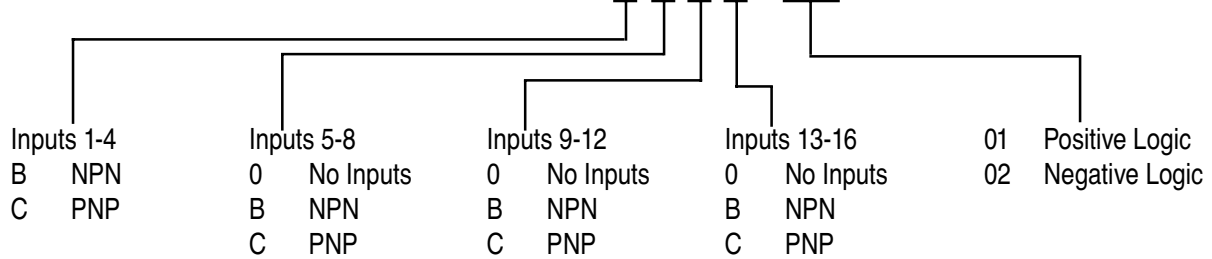 Inputs 1-4 Inputs 5-8 Inputs 9-12 Inputs 13-16 01 Positive Logic
B NPN 0 No Inputs 0 No Inputs 0 No Inputs 02 Negative Logic
C PNP B NPN B NPN B NPN
C PNP C PNP C PNP